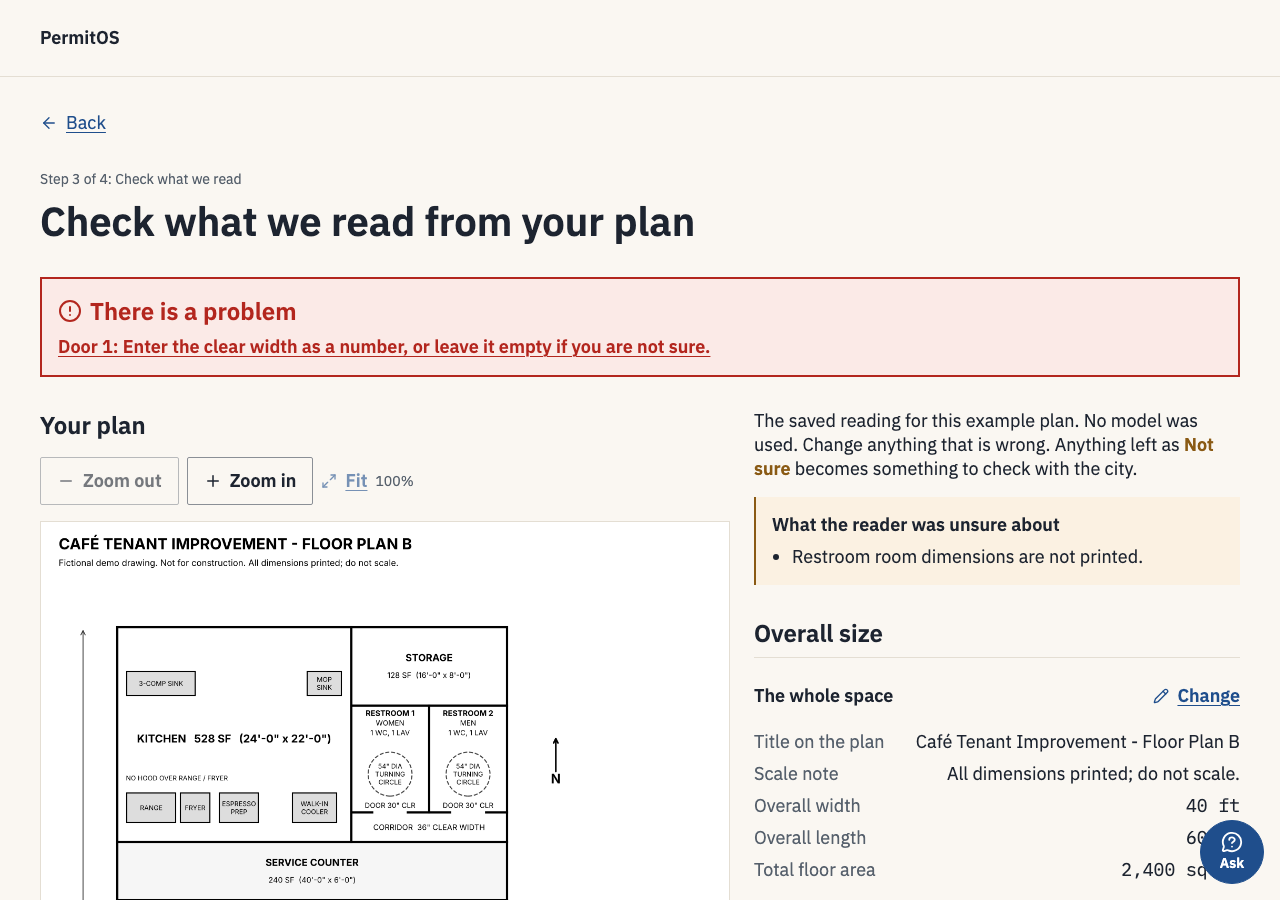 PermitOS
Back
Step 3 of 4: Check what we read from your plan
Check what we read from your plan
There is a problem
Door 1: Enter the clear width as a number, or leave it empty if you are not sure.
Your plan
Zoom out
Zoom in
Fit
100%
CAFÉ TENANT IMPROVEMENT - FLOOR PLAN B
Fictional demo drawing. Not for construction. All dimensions printed; do not scale.
3-COMP SINK
MOP
SINK
STORAGE
128 SF (16'-0" x 8'-0")
RESTROOM 1
WOMEN
1 WC, 1 LAV
RESTROOM 2
MEN
1 WC, 1 LAV
KITCHEN 528 SF (24'-0" x 22'-0")
54" DIA
TURNING
CIRCLE
54" DIA
TURNING
CIRCLE
N
NO HOOD OVER RANGE / FRYER
RANGE
FRYER
ESPRESSO
PREP
WALK-IN
COOLER
DOOR 30" CLR
DOOR 30" CLR
CORRIDOR 36" CLEAR WIDTH
SERVICE COUNTER
240 SF (40'-0" x 6'-0")
The saved reading for this example plan. No model was
used. Change anything that is wrong. Anything left as Not
sure becomes something to check with the city.
What the reader was unsure about
• Restroom room dimensions are not printed.
Overall size
The whole space
Change
Title on the plan Café Tenant Improvement - Floor Plan B
Scale note All dimensions printed; do not scale.
Overall width 40 ft
Overall length
Total floor area 2,400
Ask